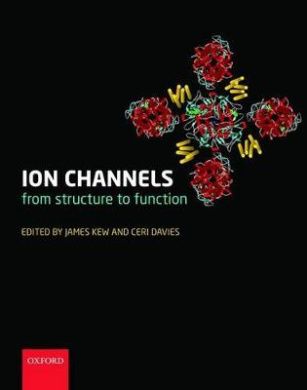 ION CHANNELS
from structure to function
EDITED BY JAMES KEW AND CERI DAVIES
OXFORD